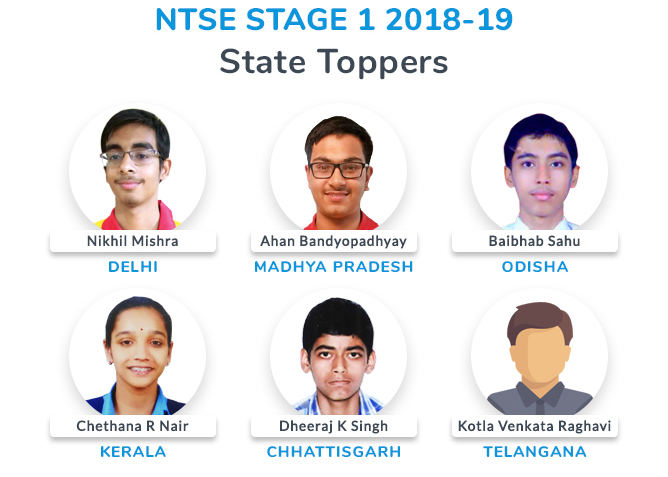 NTSE STAGE 1 2018-19
State Toppers
Nikhil Mishra
DELHI
Ahan Bandyopadhyay
MADHYA PRADESH
Baibhab Sahu
ODISHA
Chethana R Nair
KERALA
Dheeraj K Singh
CHHATTISGARH
Kotla Venkata Raghavi
TELANGANA